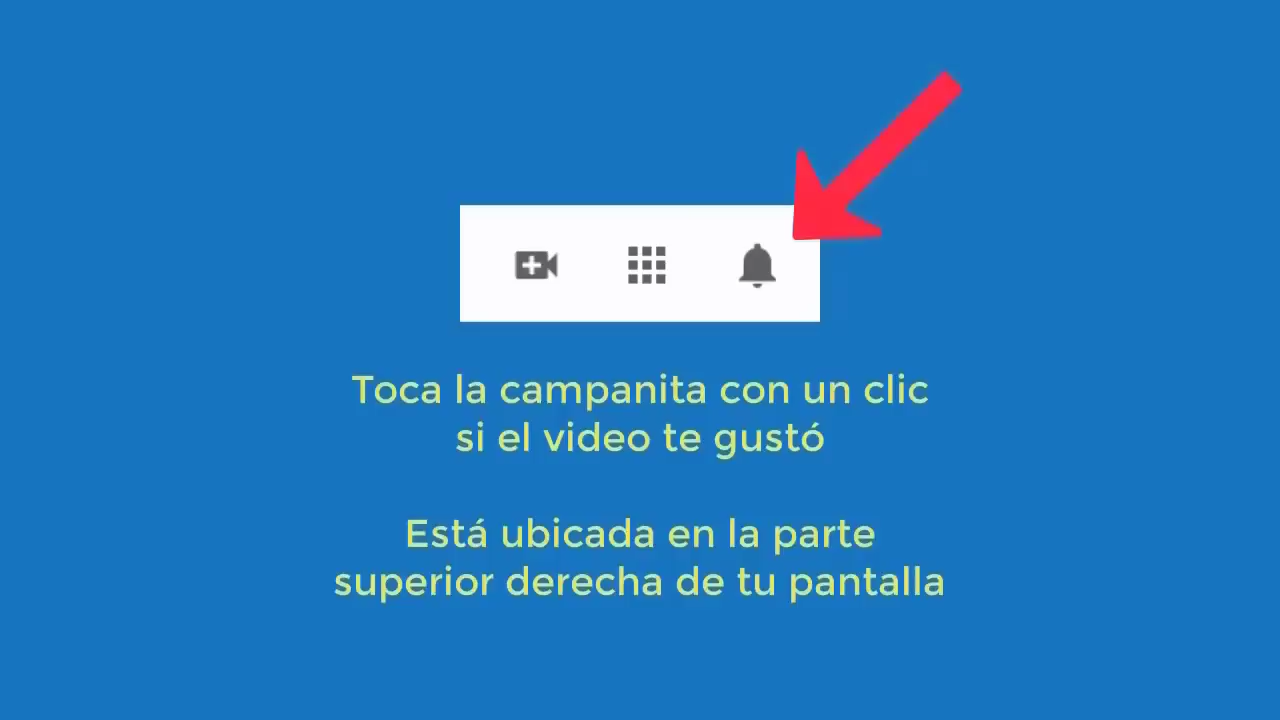 Toca la campanita con un clic
si el video te gustó
Está ubicada en la parte
superior derecha de tu pantalla